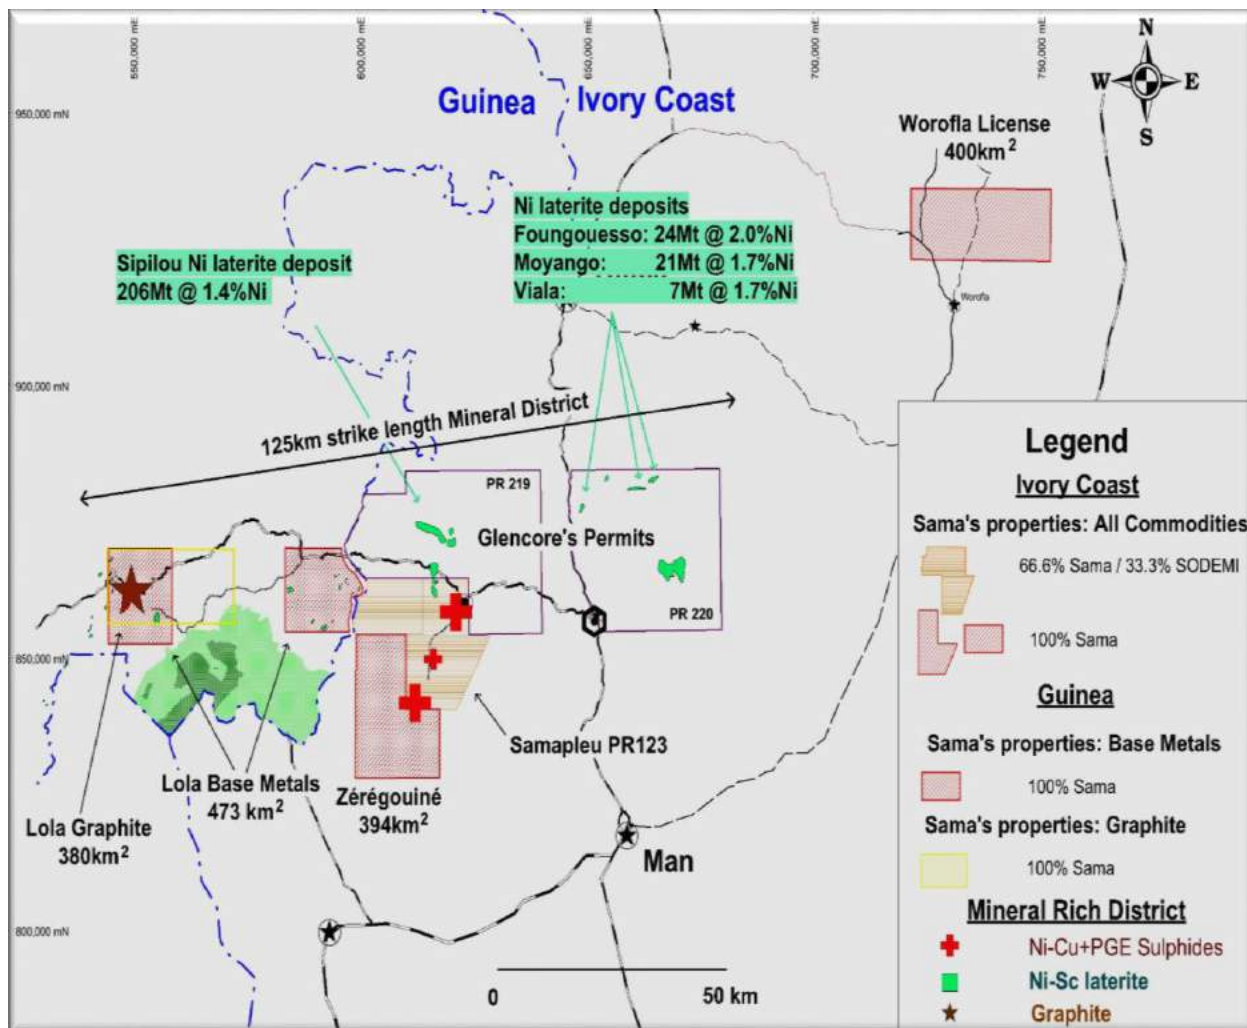 550,000 mE
600,000 mE
650,000 mE
700,000 mE
750,000 mE
N
W
E
S
950,000 mN
Guinea
Ivory Coast
Worofla License
400km²
Ni laterite deposits
Foungouesso: 24Mt @ 2.0%Ni
Moyango: 21Mt @ 1.7%Ni
Viala: 7Mt @ 1.7%Ni
Sipilou Ni laterite deposit
206Mt @ 1.4%Ni
Worofla
900,000 mN
125km strike length Mineral District
PR 219
Glencore's Permits
PR 220
850,000 mN
Samapleu PR123
Lola Base Metals
473 km²
Zérégouiné
394km²
Lola Graphite
380km²
Man
800,000 mN
0
50 km
Legend
Ivory Coast
Sama's properties: All Commodities
66.6% Sama / 33.3% SODEMI
100% Sama
Guinea
Sama's properties: Base Metals
100% Sama
Sama's properties: Graphite
100% Sama
Mineral Rich District
Ni-Cu+PGE Sulphides
Ni-Sc laterite
Graphite